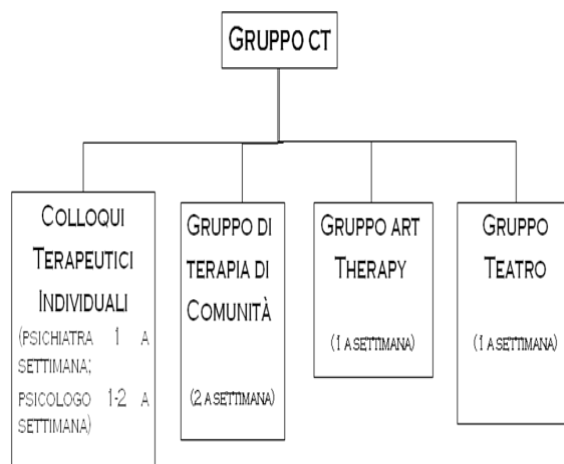 GRUPPO CT
COLLOQUI
TERAPEUTICI
INDIVIDUALI
(PSICHIATRA 1 A
SETTIMANA;
PSICOLOGO 1-2 A
SETTIMANA)
GRUPPO DI
TERAPIA DI
COMUNITÀ
(2 A SETTIMANA)
GRUPPO ART
THERAPY
(1 A SETTIMANA)
GRUPPO
TEATRO
(1 A SETTIMANA)